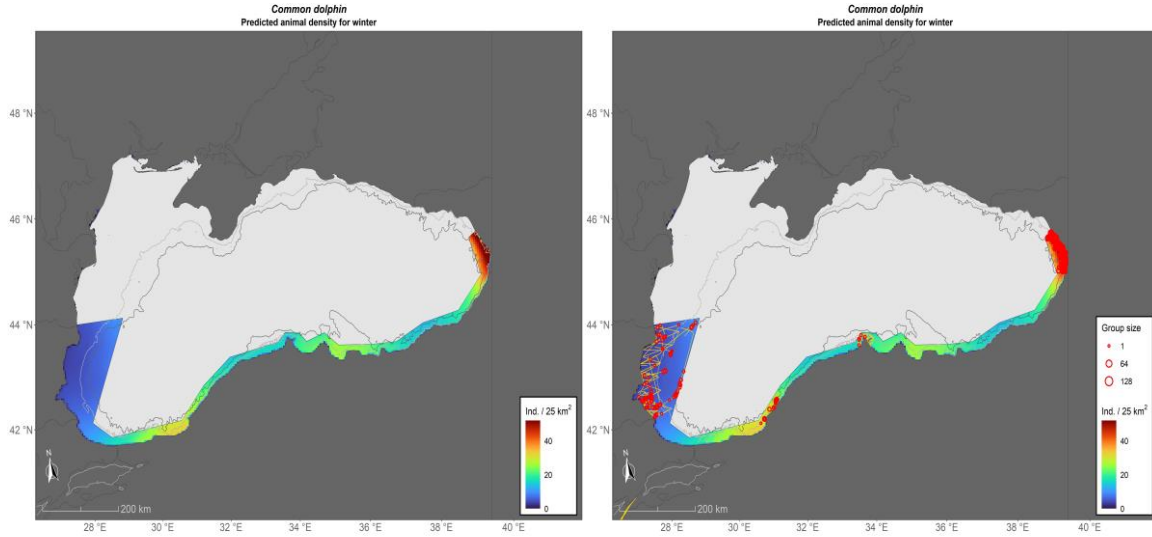 Common dolphin
Predicted animal density for winter
48 °N
46 °N
44 °N
42 °N
N
200 km
28 °E 30 °E 32 °E 34 °E 36 °E 38 °E 40 °E
Ind. / 25 km²
40
20
0
Common dolphin
Predicted animal density for winter
48 °N
46 °N
44 °N
42 °N
N
200 km
28 °E 30 °E 32 °E 34 °E 36 °E 38 °E 40 °E
Group size
1
64
128
Ind. / 25 km²
40
20
0